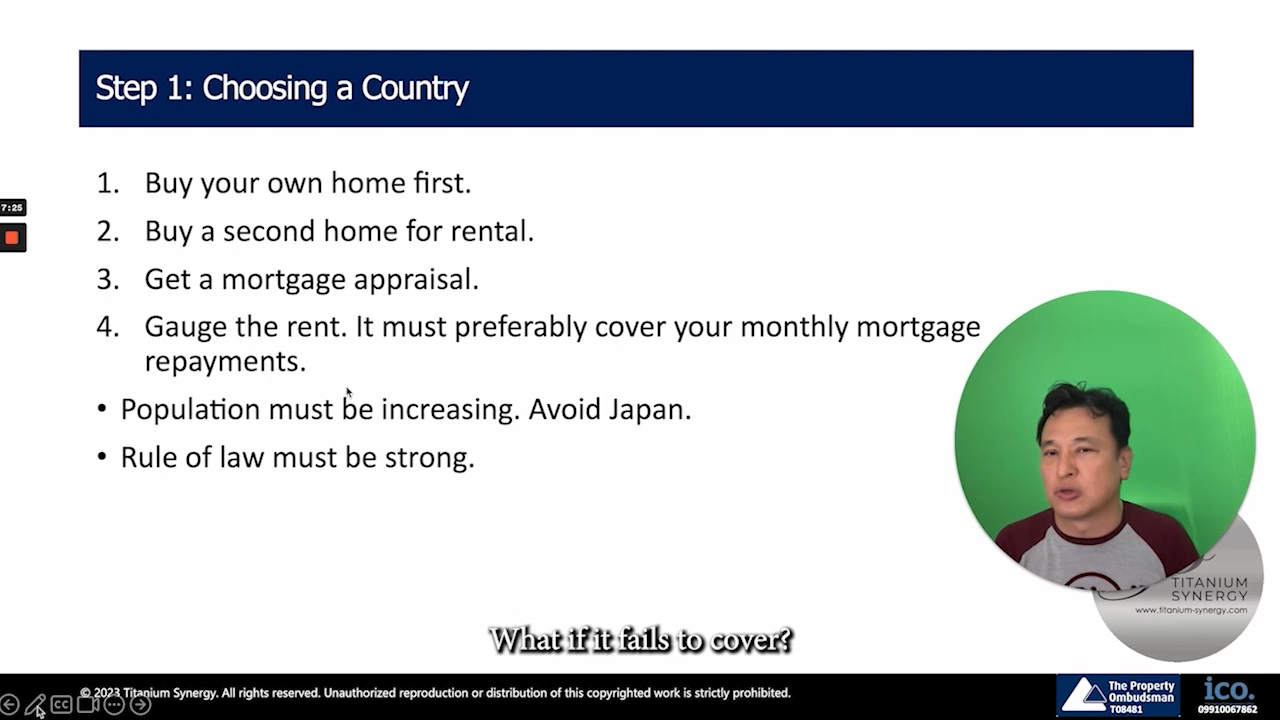 Step 1: Choosing a Country
7:25
1. Buy your own home first.
2. Buy a second home for rental.
3. Get a mortgage appraisal.
4. Gauge the rent. It must preferably cover your monthly mortgage
repayments.
• Population must be increasing. Avoid Japan.
• Rule of law must be strong.
TITANIUM
SYNERGY
www.titanium-synergy.com
What if it fails to cover?
© 2023 Titanium Synergy. All rights reserved. Unauthorized reproduction or distribution of this copyrighted work is strictly prohibited.
CC
The Property
Ombudsman
T08481
ico.
09910067862